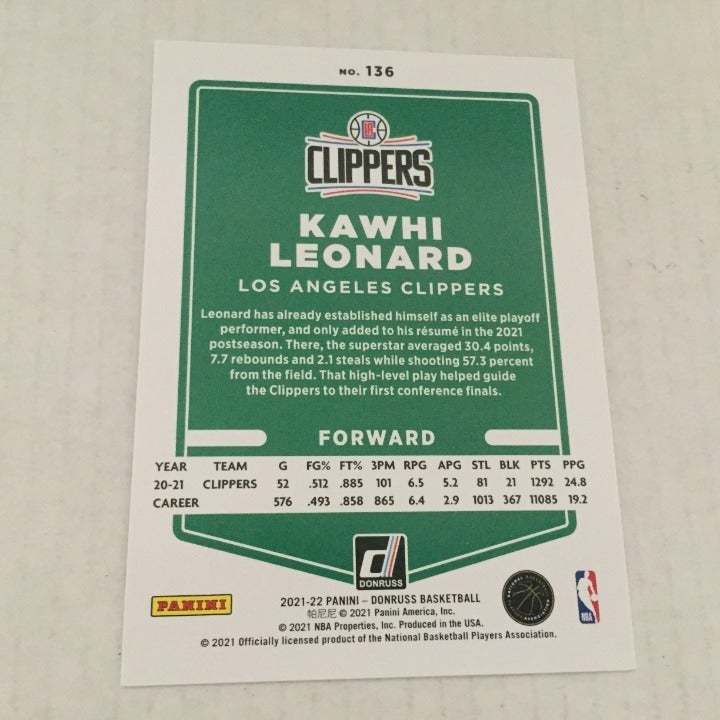 NO. 136
LAC
CLIPPERS
KAWHI
LEONARD
LOS ANGELES CLIPPERS
Leonard has already established himself as an elite playoff
performer, and only added to his résumé in the 2021
postseason. There, the superstar averaged 30.4 points,
7.7 rebounds and 2.1 steals while shooting 57.3 percent
from the field. That high-level play helped guide
the Clippers to their first conference finals.
FORWARD
YEAR TEAM G FG% FT% 3PM RPG APG STL BLK PTS PPG
20-21 CLIPPERS 52 .512 .885 101 6.5 5.2 81 21 1292 24.8
CAREER 576 .493 .858 865 6.4 2.9 1013 367 11085 19.2
d
DONRUSS
PANINI
2021-22 PANINI – DONRUSS BASKETBALL
帕尼尼 © 2021 Panini America, Inc.
© 2021 NBA Properties, Inc. Produced in the USA.
© 2021 Officially licensed product of the National Basketball Players Association.
NATIONAL BASKETBALL PLAYERS ASSOCIATION
NBA